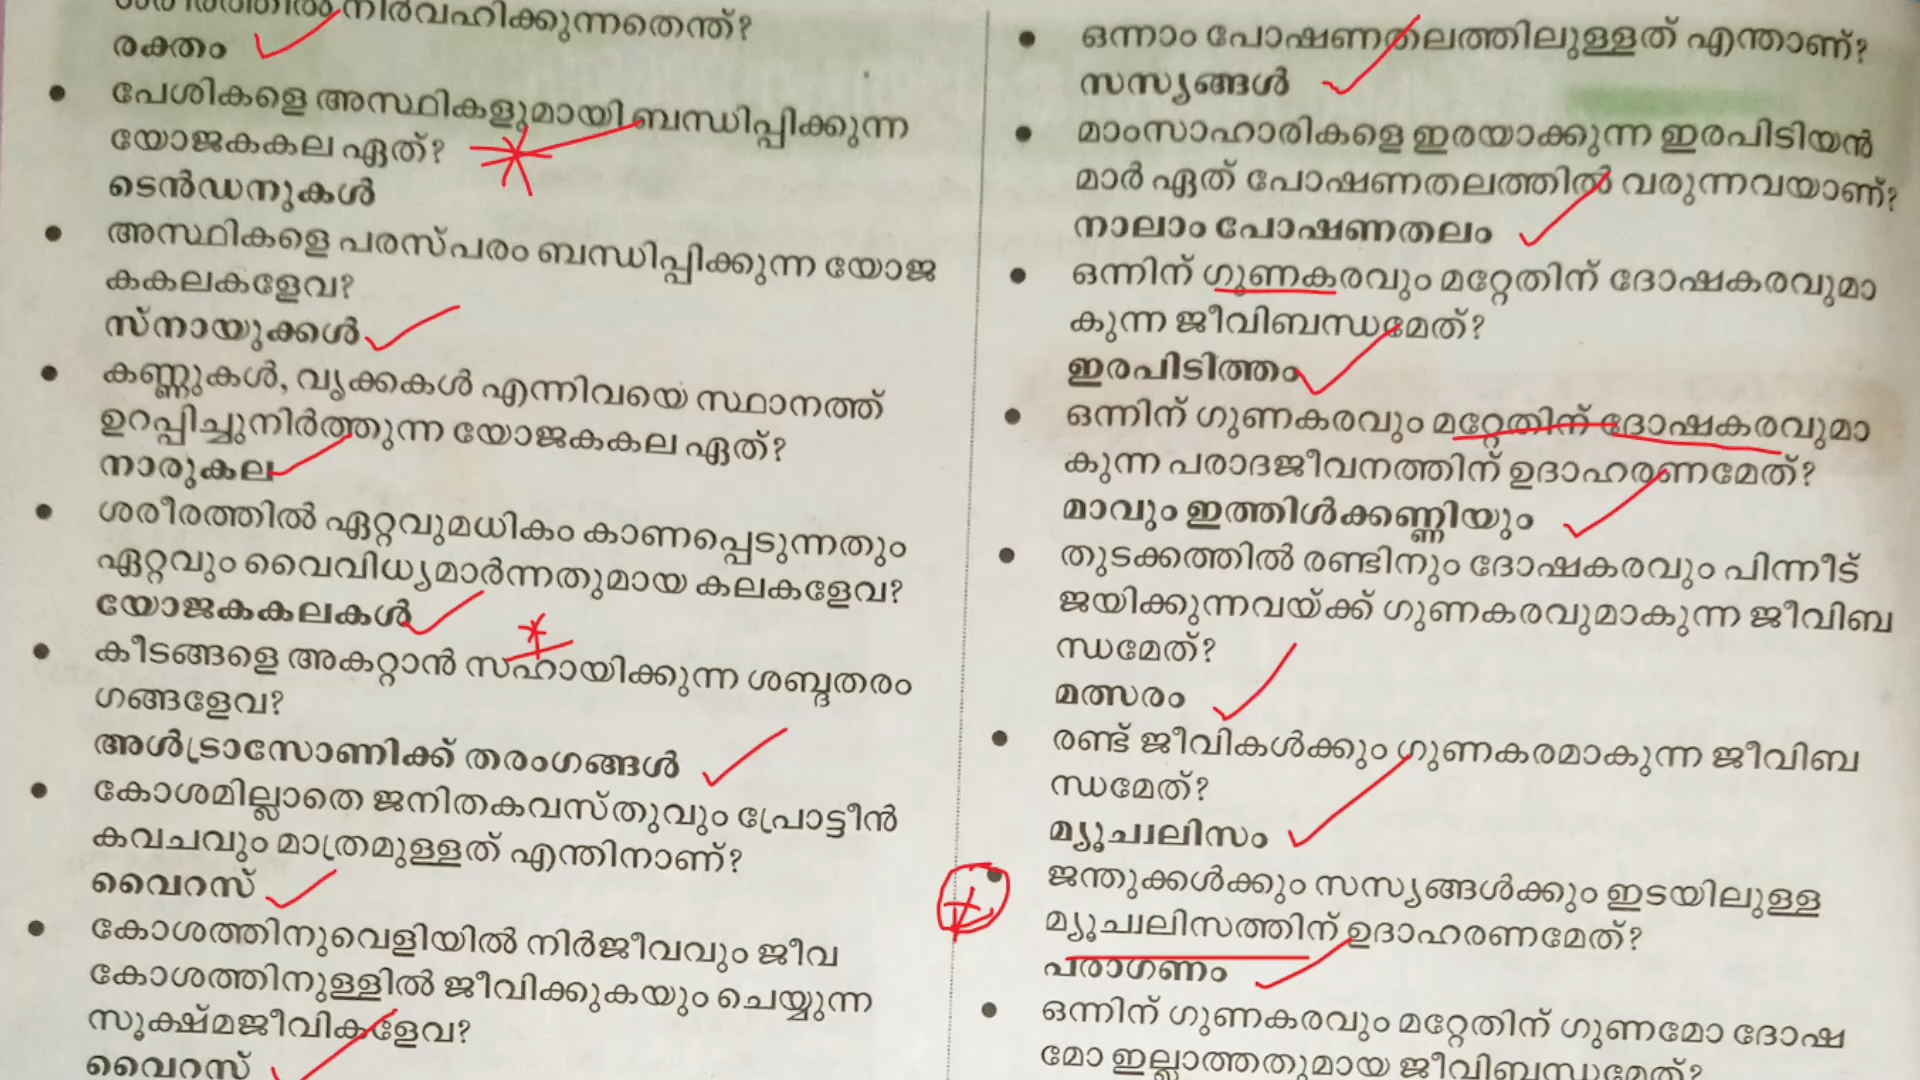 ശരീരത്തിൽ നിർവഹിക്കുന്നതെന്ത്?
രക്തം
● പേശികളെ അസ്ഥികളുമായി ബന്ധിപ്പിക്കുന്ന
യോജകകല ഏത്?
ടെൻഡനുകൾ
● അസ്ഥികളെ പരസ്പരം ബന്ധിപ്പിക്കുന്ന യോജ
കകലകളേവ?
സ്നായുക്കൾ
● കണ്ണുകൾ, വൃക്കകൾ എന്നിവയെ സ്ഥാനത്ത്
ഉറപ്പിച്ചുനിർത്തുന്ന യോജകകല ഏത്?
നാരുകല
● ശരീരത്തിൽ ഏറ്റവുമധികം കാണപ്പെടുന്നതും
ഏറ്റവും വൈവിധ്യമാർന്നതുമായ കലകളേവ?
യോജകകലകൾ
● കീടങ്ങളെ അകറ്റാൻ സഹായിക്കുന്ന ശബ്ദതരം
ഗങ്ങളേവ?
അൾട്രാസോണിക്ക് തരംഗങ്ങൾ
● കോശമില്ലാതെ ജനിതകവസ്തുവും പ്രോട്ടീൻ
കവചവും മാത്രമുള്ളത് എന്തിനാണ്?
വൈറസ്
● കോശത്തിനുവെളിയിൽ നിർജീവവും ജീവ
കോശത്തിനുള്ളിൽ ജീവിക്കുകയും ചെയ്യുന്ന
സൂക്ഷ്മജീവികളേവ?
വൈറസ്
● ഒന്നാം പോഷണതലത്തിലുള്ളത് എന്താണ്?
സസ്യങ്ങൾ
● മാംസാഹാരികളെ ഇരയാക്കുന്ന ഇരപിടിയൻ
മാർ ഏത് പോഷണതലത്തിൽ വരുന്നവയാണ്?
നാലാം പോഷണതലം
● ഒന്നിന് ഗുണകരവും മറ്റേതിന് ദോഷകരവുമാ
കുന്ന ജീവിബന്ധമേത്?
ഇരപിടിത്തം
● ഒന്നിന് ഗുണകരവും മറ്റേതിന് ദോഷകരവുമാ
കുന്ന പരാദജീവനത്തിന് ഉദാഹരണമേത്?
മാവും ഇത്തിൾക്കണ്ണിയും
● തുടക്കത്തിൽ രണ്ടിനും ദോഷകരവും പിന്നീട്
ജയിക്കുന്നവയ്ക്ക് ഗുണകരവുമാകുന്ന ജീവിബ
ന്ധമേത്?
മത്സരം
● രണ്ട് ജീവികൾക്കും ഗുണകരമാകുന്ന ജീവിബ
ന്ധമേത്?
മ്യൂച്വലിസം
● ജന്തുക്കൾക്കും സസ്യങ്ങൾക്കും ഇടയിലുള്ള
മ്യൂച്വലിസത്തിന് ഉദാഹരണമേത്?
പരാഗണം
● ഒന്നിന് ഗുണകരവും മറ്റേതിന് ഗുണമോ ദോഷ
മോ ഇല്ലാത്തതുമായ ജീവിബന്ധമേത്?